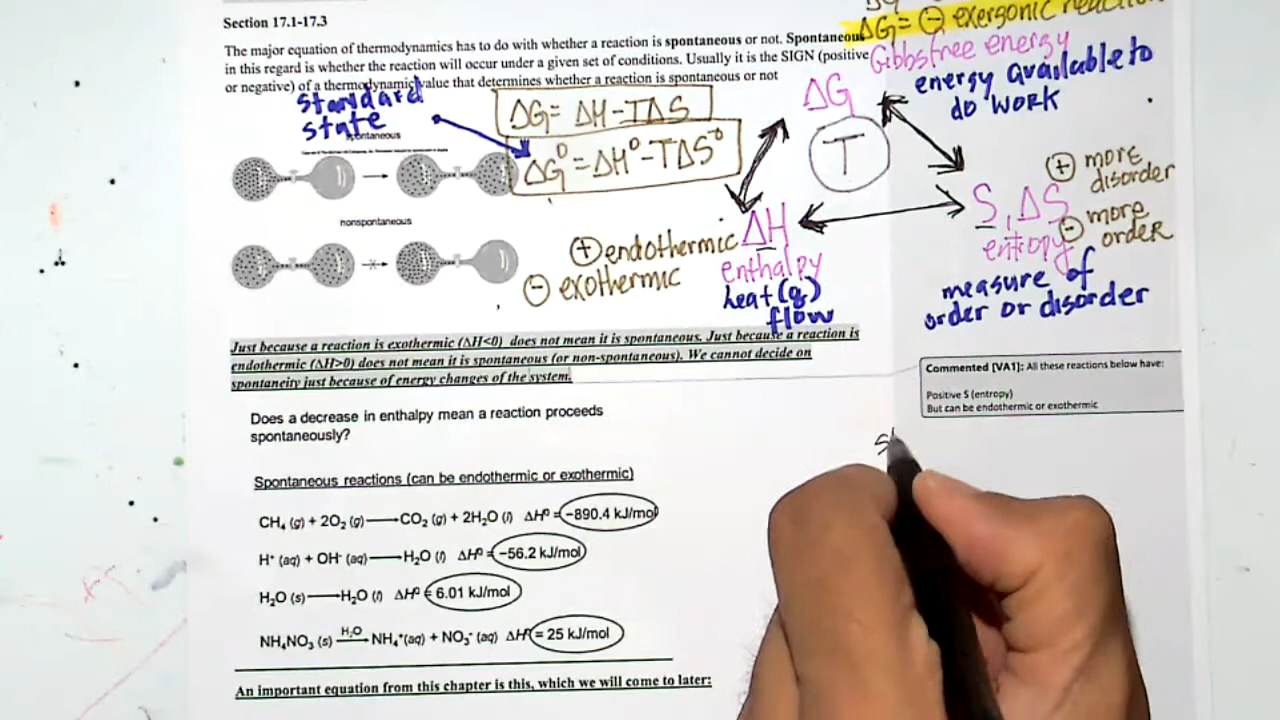 ΔG = ⊖ exergonic reaction
Section 17.1-17.3
The major equation of thermodynamics has to do with whether a reaction is spontaneous or not. Spontaneous
in this regard is whether the reaction will occur under a given set of conditions. Usually it is the SIGN (positive
or negative) of a thermodynamic value that determines whether a reaction is spontaneous or not
Gibbs free energy
energy available to
do WORK
ΔG
T
standard
state
ΔG = ΔH - TΔS
ΔG⁰ = ΔH⁰ - TΔS⁰
spontaneous
nonspontaneous
⊕ endothermic
⊖ exothermic
ΔH
enthalpy
heat (q)
flow
S, ΔS
entropy
⊕ more
disorder
⊖ more
order
measure of
order or disorder
Just because a reaction is exothermic (ΔH<0) does not mean it is spontaneous. Just because a reaction is
endothermic (ΔH>0) does not mean it is spontaneous (or non-spontaneous). We cannot decide on
spontaneity just because of energy changes of the system.
Commented [VA1]: All these reactions below have:
Positive S (entropy)
But can be endothermic or exothermic
Does a decrease in enthalpy mean a reaction proceeds
spontaneously?
Spontaneous reactions (can be endothermic or exothermic)
CH₄ (g) + 2O₂ (g) ⟶ CO₂ (g) + 2H₂O (l) ΔH⁰ = -890.4 kJ/mol
H⁺ (aq) + OH⁻ (aq) ⟶ H₂O (l) ΔH⁰ = -56.2 kJ/mol
H₂O (s) ⟶ H₂O (l) ΔH⁰ = 6.01 kJ/mol
NH₄NO₃ (s) H₂O ⟶ NH₄⁺(aq) + NO₃⁻ (aq) ΔH⁰ = 25 kJ/mol
An important equation from this chapter is this, which we will come to later: